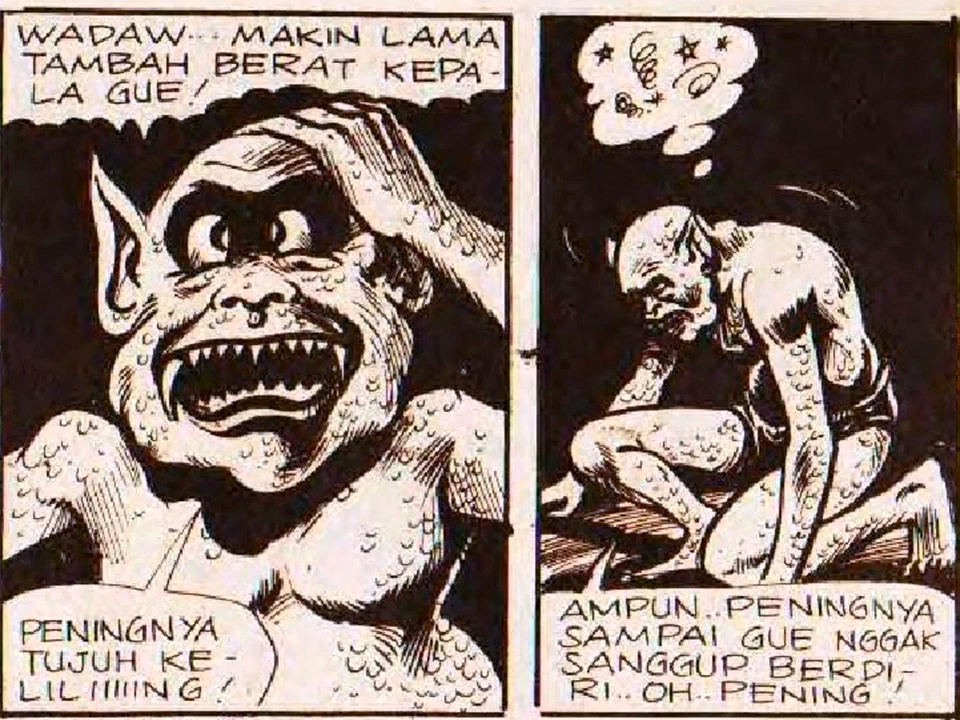 WADAW... MAKIN LAMA
TAMBAH BERAT KEPA-
LA GUE!
PENINGNYA
TUJUH KE-
LILIIIIING!
AMPUN..PENINGNYA
SAMPAI GUE NGGAK
SANGGUP BERDI-
RI..OH..PENING!